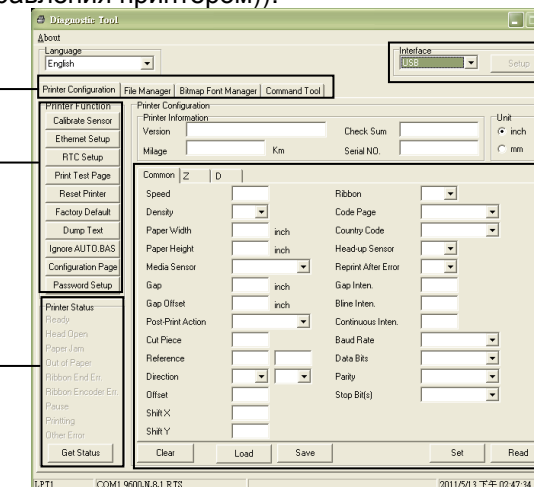 равления принтером)).
Diagnostic Tool
About
Language
English
Interface
USB
Setup
Printer Configuration File Manager Bitmap Font Manager Command Tool
Printer Function
Calibrate Sensor
Ethernet Setup
RTC Setup
Print Test Page
Reset Printer
Factory Default
Dump Text
Ignore AUTO.BAS
Configuration Page
Password Setup
Printer Status
Ready
Head Open
Paper Jam
Out of Paper
Ribbon End Err.
Ribbon Encoder Err.
Pause
Printting
Other Error
Get Status
Printer Configuration
Printer Information
Version
Check Sum
Milage
Km
Serial NO.
Unit
inch
mm
Common Z D
Speed
Ribbon
Density
Code Page
Paper Width inch
Country Code
Paper Height inch
Head-up Sensor
Media Sensor
Reprint After Error
Gap inch
Gap Inten.
Gap Offset inch
Bline Inten.
Post-Print Action
Continuous Inten.
Cut Piece
Baud Rate
Reference
Data Bits
Direction
Parity
Offset
Stop Bit(s)
Shift X
Shift Y
Clear Load Save Set Read
LPT1 COM1 9600,N,8,1 RTS 2011/5/13 下午 02:47:34